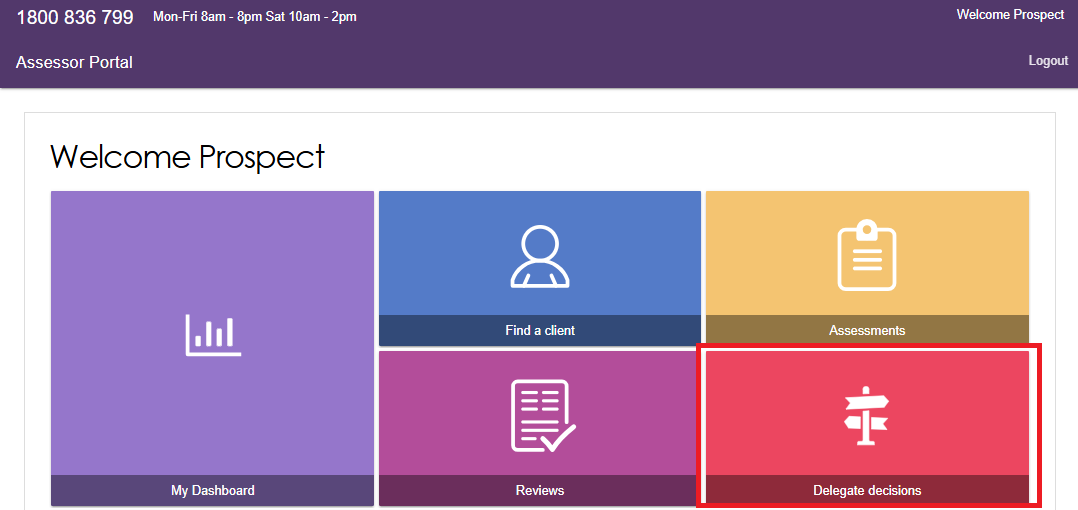 1800 836 799 Mon-Fri 8am - 8pm Sat 10am - 2pm Welcome Prospect
Assessor Portal Logout
Welcome Prospect
Find a client Assessments
My Dashboard Reviews Delegate decisions